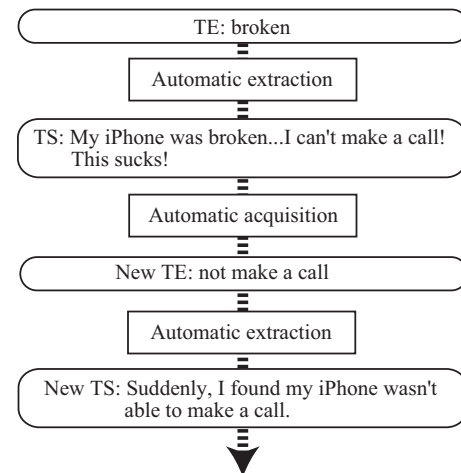 TE: broken
Automatic extraction
TS: My iPhone was broken...I can't make a call!
This sucks!
Automatic acquisition
New TE: not make a call
Automatic extraction
New TS: Suddenly, I found my iPhone wasn't
able to make a call.